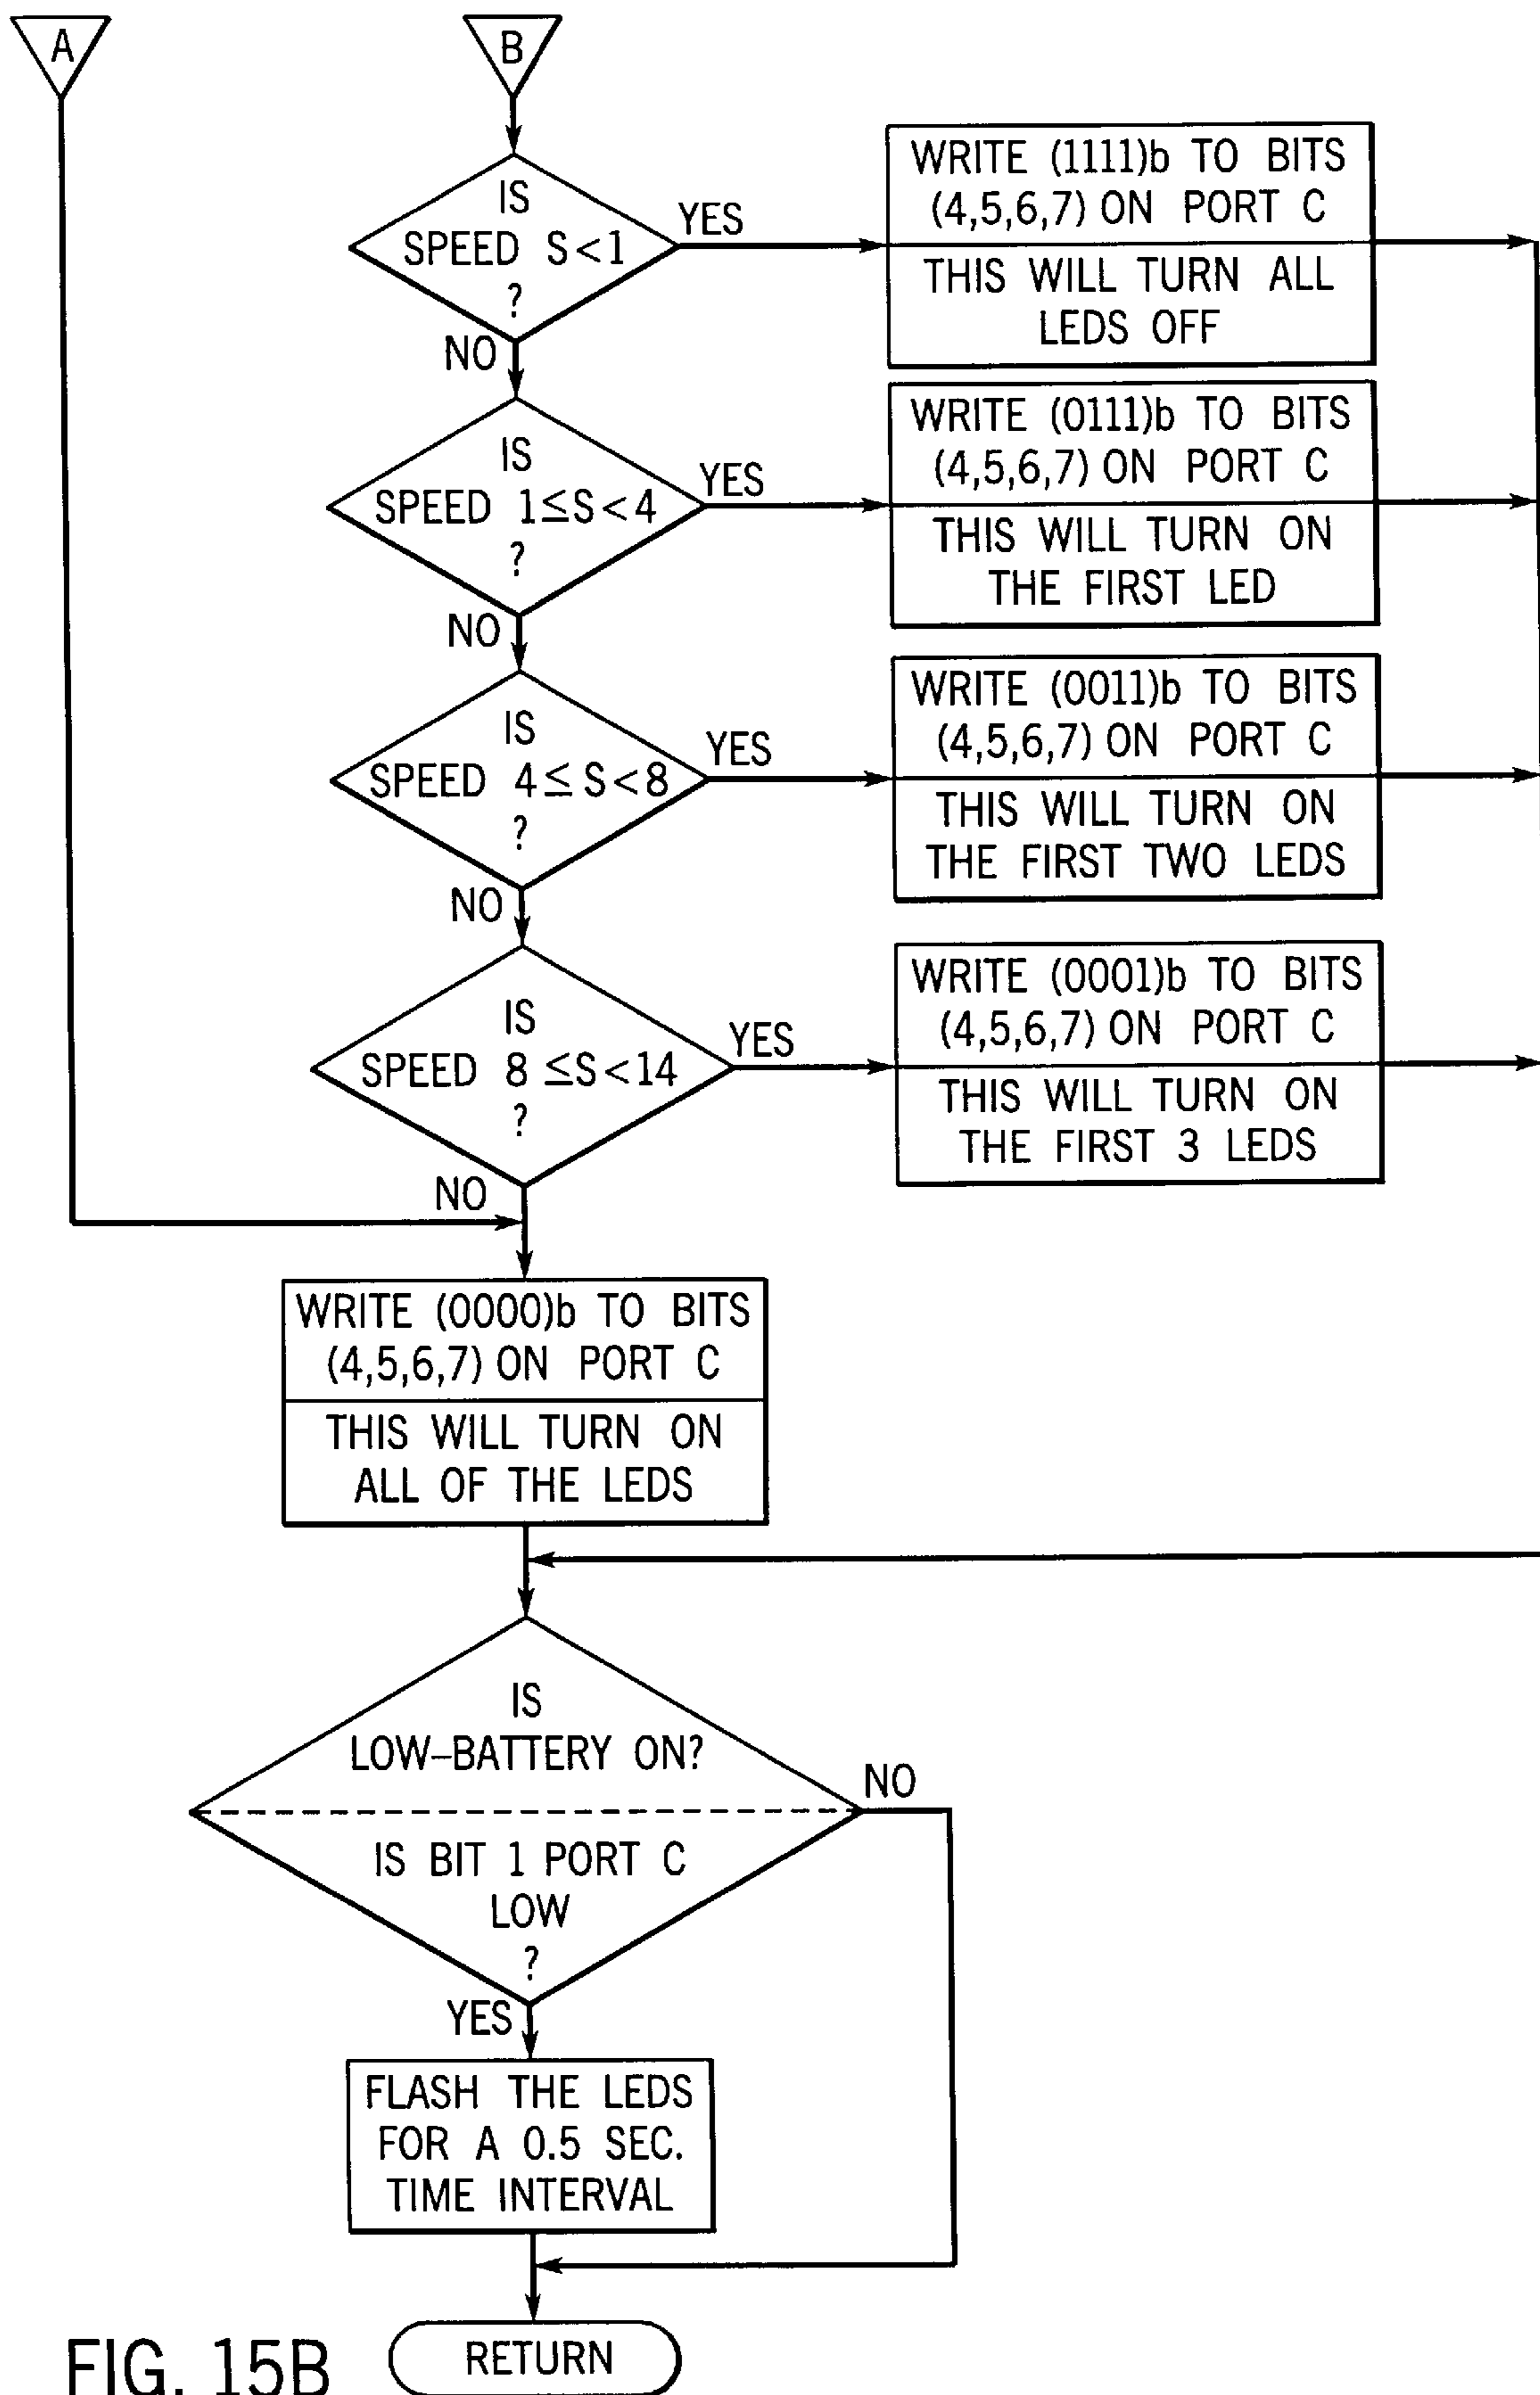 A
B
IS
SPEED S<1
?
YES
NO
WRITE (1111)b TO BITS
(4,5,6,7) ON PORT C
THIS WILL TURN ALL
LEDS OFF
IS
SPEED 1≤S<4
?
YES
NO
WRITE (0111)b TO BITS
(4,5,6,7) ON PORT C
THIS WILL TURN ON
THE FIRST LED
IS
SPEED 4≤S<8
?
YES
NO
WRITE (0011)b TO BITS
(4,5,6,7) ON PORT C
THIS WILL TURN ON
THE FIRST TWO LEDS
IS
SPEED 8≤S<14
?
YES
NO
WRITE (0001)b TO BITS
(4,5,6,7) ON PORT C
THIS WILL TURN ON
THE FIRST 3 LEDS
WRITE (0000)b TO BITS
(4,5,6,7) ON PORT C
THIS WILL TURN ON
ALL OF THE LEDS
IS
LOW–BATTERY ON?
NO
IS BIT 1 PORT C
LOW
?
YES
FLASH THE LEDS
FOR A 0.5 SEC.
TIME INTERVAL
RETURN
FIG. 15B